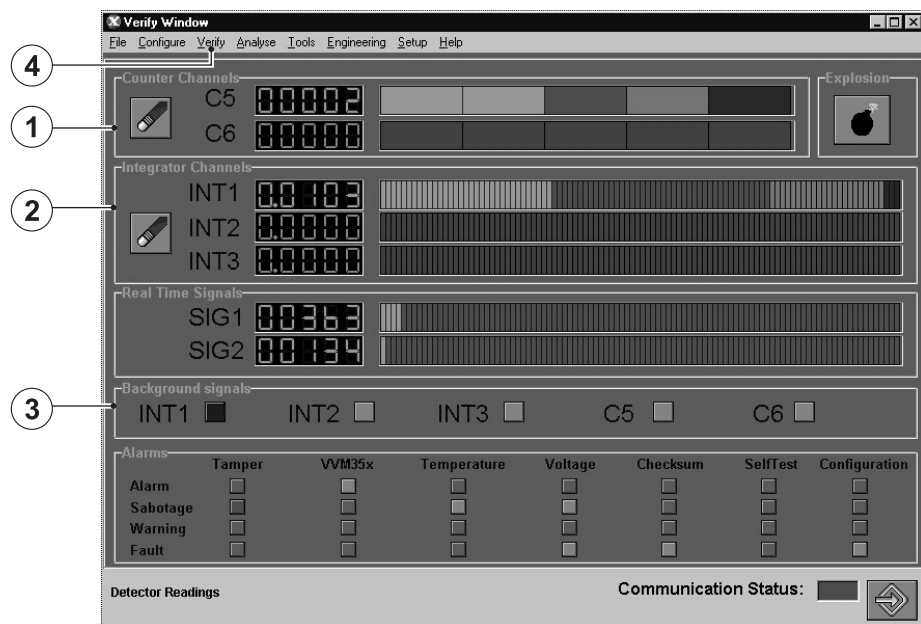 Verify Window
File Configure Verify Analyse Tools Engineering Setup Help
4
Counter Channels
Explosion
C5 00002
1
C6 00000
Integrator Channels
INT1 0.0103
2
INT2 0.0000
INT3 0.0000
Real Time Signals
SIG1 003b3
SIG2 00134
Background signals
3
INT1 INT2 INT3 C5 C6
Alarms
Tamper VVM35x Temperature Voltage Checksum SelfTest Configuration
Alarm
Sabotage
Warning
Fault
Detector Readings
Communication Status: